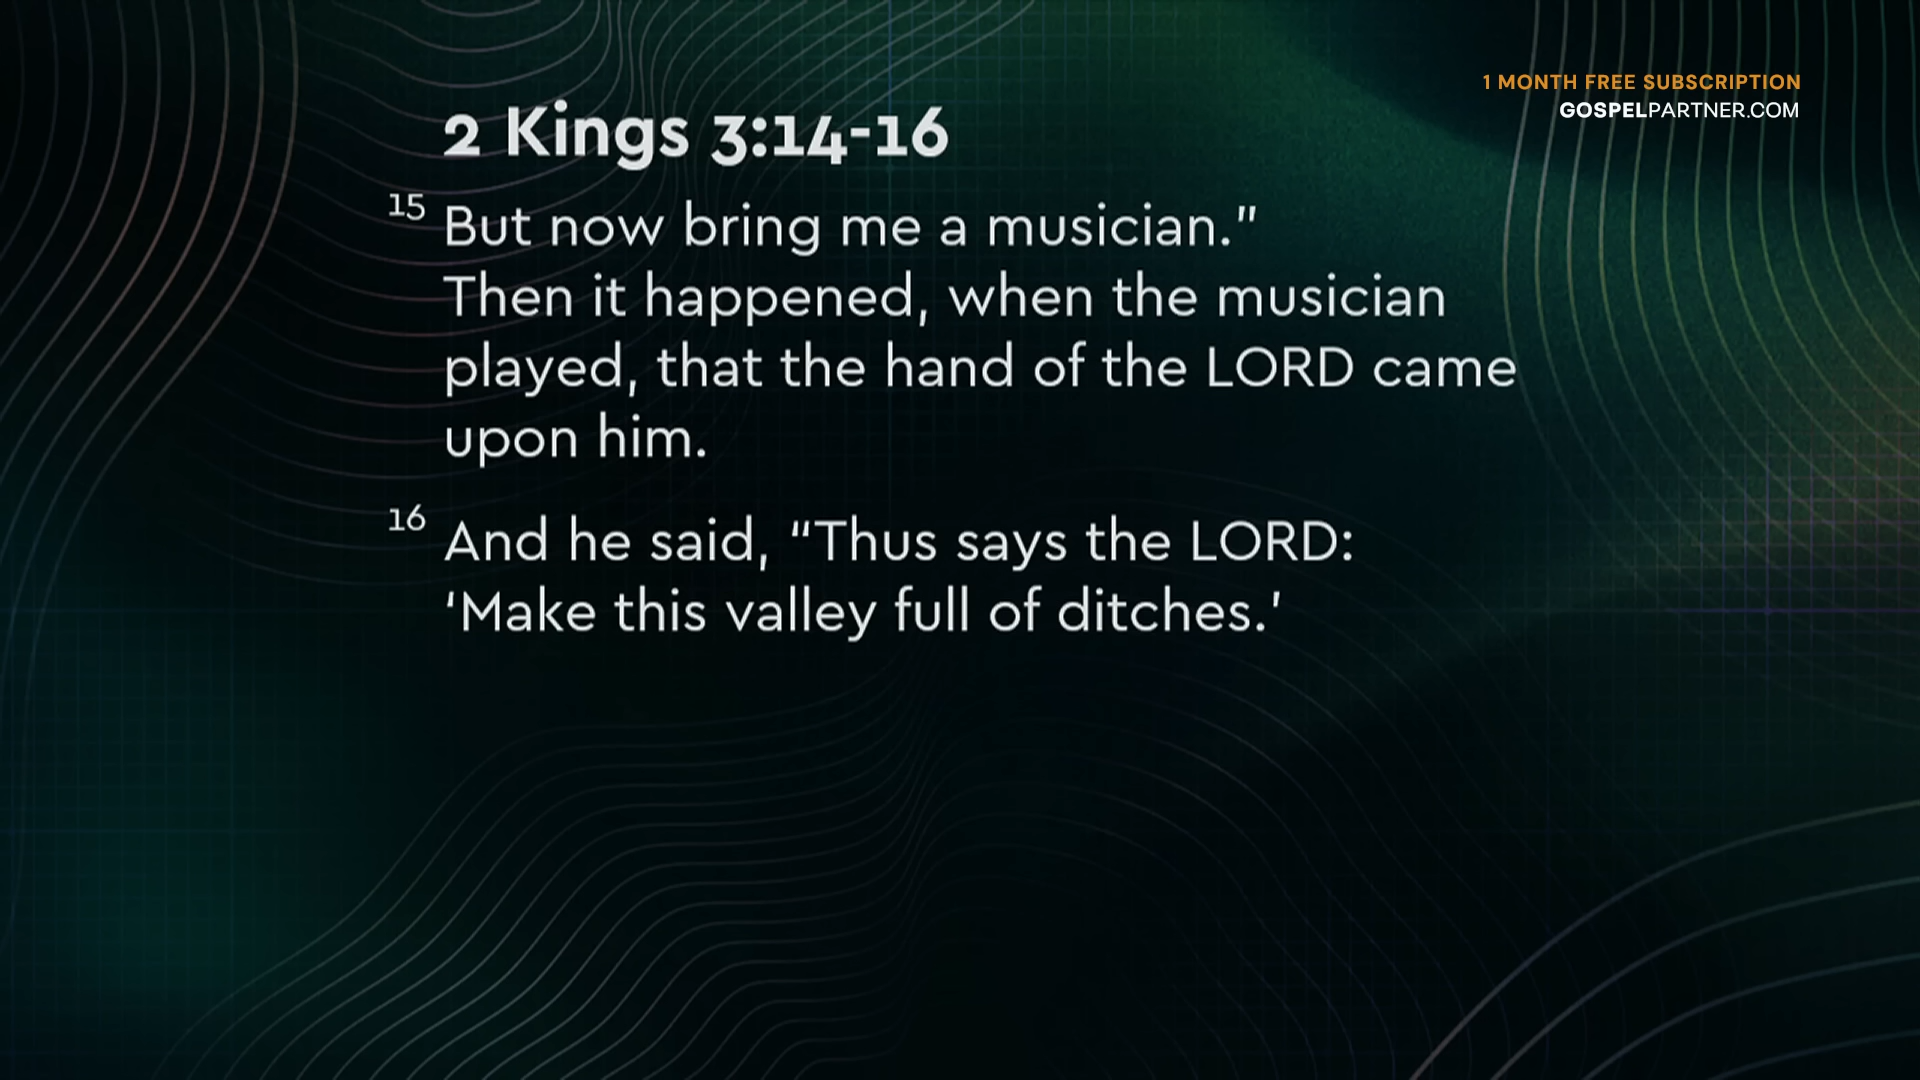 1 MONTH FREE SUBSCRIPTION
GOSPELPARTNER.COM
2 Kings 3:14-16
15 But now bring me a musician."
Then it happened, when the musician
played, that the hand of the LORD came
upon him.
16 And he said, “Thus says the LORD:
‘Make this valley full of ditches.’